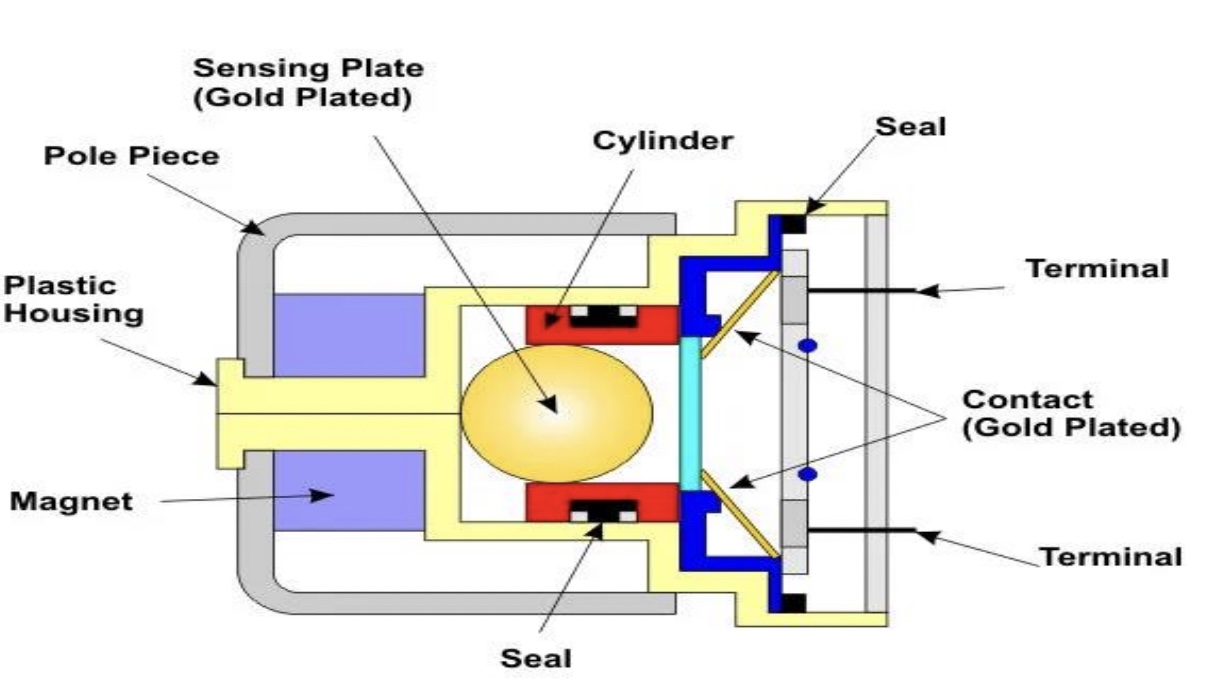 Sensing Plate
(Gold Plated)
Cylinder
Seal
Pole Piece
Terminal
Plastic
Housing
Contact
(Gold Plated)
Magnet
Terminal
Seal